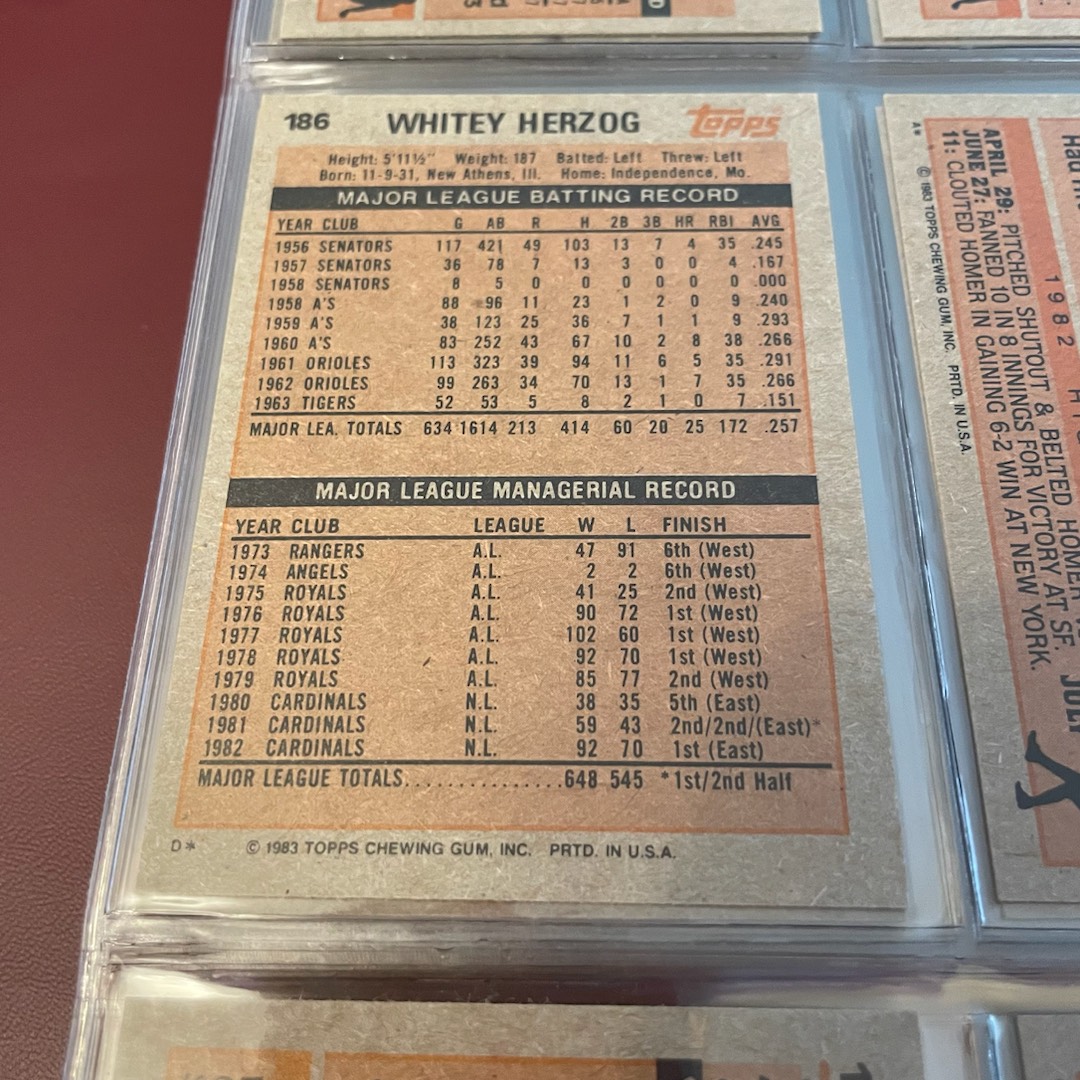 186 WHITEY HERZOG Topps
Height: 5'11½" Weight: 187 Batted: Left Threw: Left
Born: 11-9-31, New Athens, Ill. Home: Independence, Mo.
MAJOR LEAGUE BATTING RECORD
YEAR CLUB G AB R H 2B 3B HR RBI AVG
1956 SENATORS 117 421 49 103 13 7 4 35 .245
1957 SENATORS 36 78 7 13 3 0 0 4 .167
1958 SENATORS 8 5 0 0 0 0 0 0 .000
1958 A'S 88 96 11 23 1 2 0 9 .240
1959 A'S 38 123 25 36 7 1 1 9 .293
1960 A'S 83 252 43 67 10 2 8 38 .266
1961 ORIOLES 113 323 39 94 11 6 5 35 .291
1962 ORIOLES 99 263 34 70 13 1 7 35 .266
1963 TIGERS 52 53 5 8 2 1 0 7 .151
MAJOR LEA. TOTALS 634 1614 213 414 60 20 25 172 .257
MAJOR LEAGUE MANAGERIAL RECORD
YEAR CLUB LEAGUE W L FINISH
1973 RANGERS A.L. 47 91 6th (West)
1974 ANGELS A.L. 2 2 6th (West)
1975 ROYALS A.L. 41 25 2nd (West)
1976 ROYALS A.L. 90 72 1st (West)
1977 ROYALS A.L. 102 60 1st (West)
1978 ROYALS A.L. 92 70 1st (West)
1979 ROYALS A.L. 85 77 2nd (West)
1980 CARDINALS N.L. 38 35 5th (East)
1981 CARDINALS N.L. 59 43 2nd/2nd/(East)*
1982 CARDINALS N.L. 92 70 1st (East)
MAJOR LEAGUE TOTALS...............648 545 *1st/2nd Half
D* © 1983 TOPPS CHEWING GUM, INC. PRTD. IN U.S.A.
1982
APRIL 29: PITCHED SHUTOUT & BELTED HOMER
JUNE 27: FANNED 10 IN 8 INNINGS FOR VICTORY AT SF. JULY
11: CLOUTED HOMER IN GAINING 6-2 WIN AT NEW YORK.
A* © 1983 TOPPS CHEWING GUM, INC. PRTD. IN U.S.A.